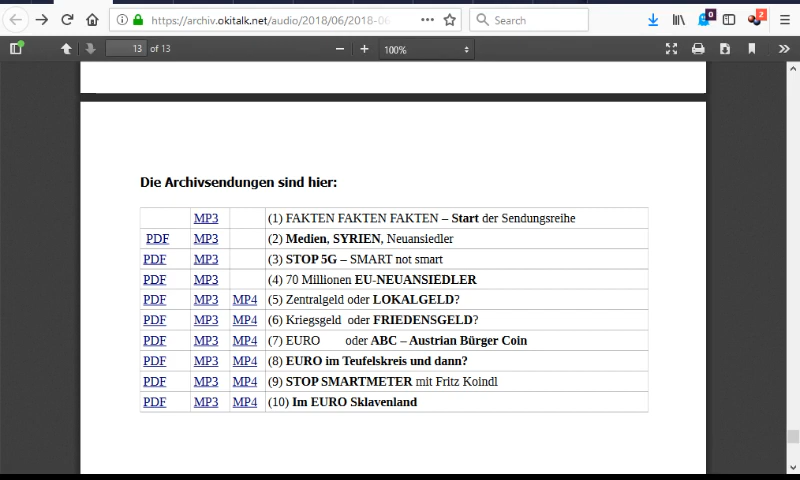 https://archiv.okitalk.net/audio/2018/06/2018-06
Search
0
2
13 of 13
100%
Die Archivsendungen sind hier:
MP3 (1) FAKTEN FAKTEN FAKTEN – Start der Sendungsreihe
PDF MP3 (2) Medien, SYRIEN, Neuansiedler
PDF MP3 (3) STOP 5G – SMART not smart
PDF MP3 (4) 70 Millionen EU-NEUANSIEDLER
PDF MP3 MP4 (5) Zentralgeld oder LOKALGELD?
PDF MP3 MP4 (6) Kriegsgeld oder FRIEDENSGELD?
PDF MP3 MP4 (7) EURO oder ABC – Austrian Bürger Coin
PDF MP3 MP4 (8) EURO im Teufelskreis und dann?
PDF MP3 MP4 (9) STOP SMARTMETER mit Fritz Koindl
PDF MP3 MP4 (10) Im EURO Sklavenland